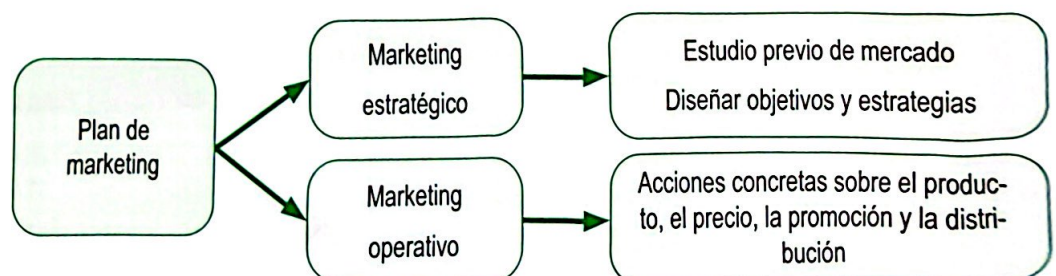 Plan de
marketing
Marketing
estratégico
Estudio previo de mercado
Diseñar objetivos y estrategias
Marketing
operativo
Acciones concretas sobre el produc-
to, el precio, la promoción y la distri-
bución